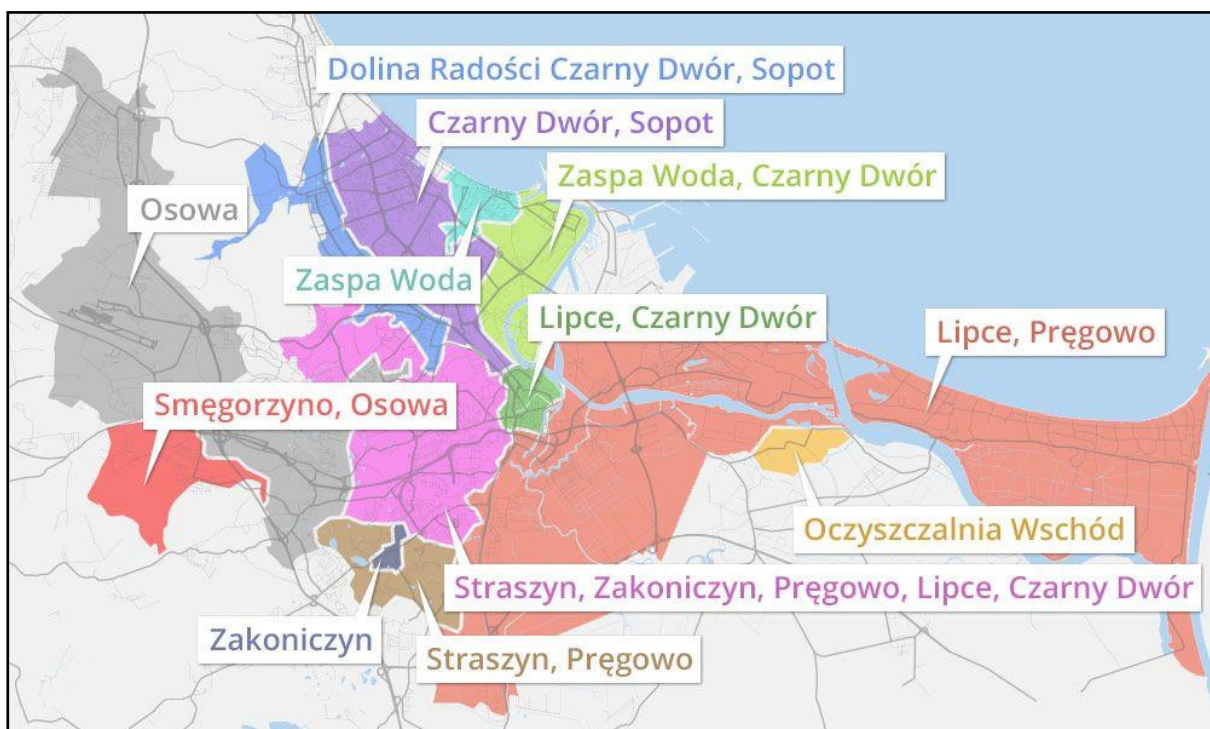 Dolina Radości Czarny Dwór, Sopot
Czarny Dwór, Sopot
Zaspa Woda, Czarny Dwór
Osowa
Zaspa Woda
Lipce, Czarny Dwór
Lipce, Pręgowo
Smęgorzyno, Osowa
Oczyszczalnia Wschód
Straszyn, Zakoniczyn, Pręgowo, Lipce, Czarny Dwór
Zakoniczyn
Straszyn, Pręgowo